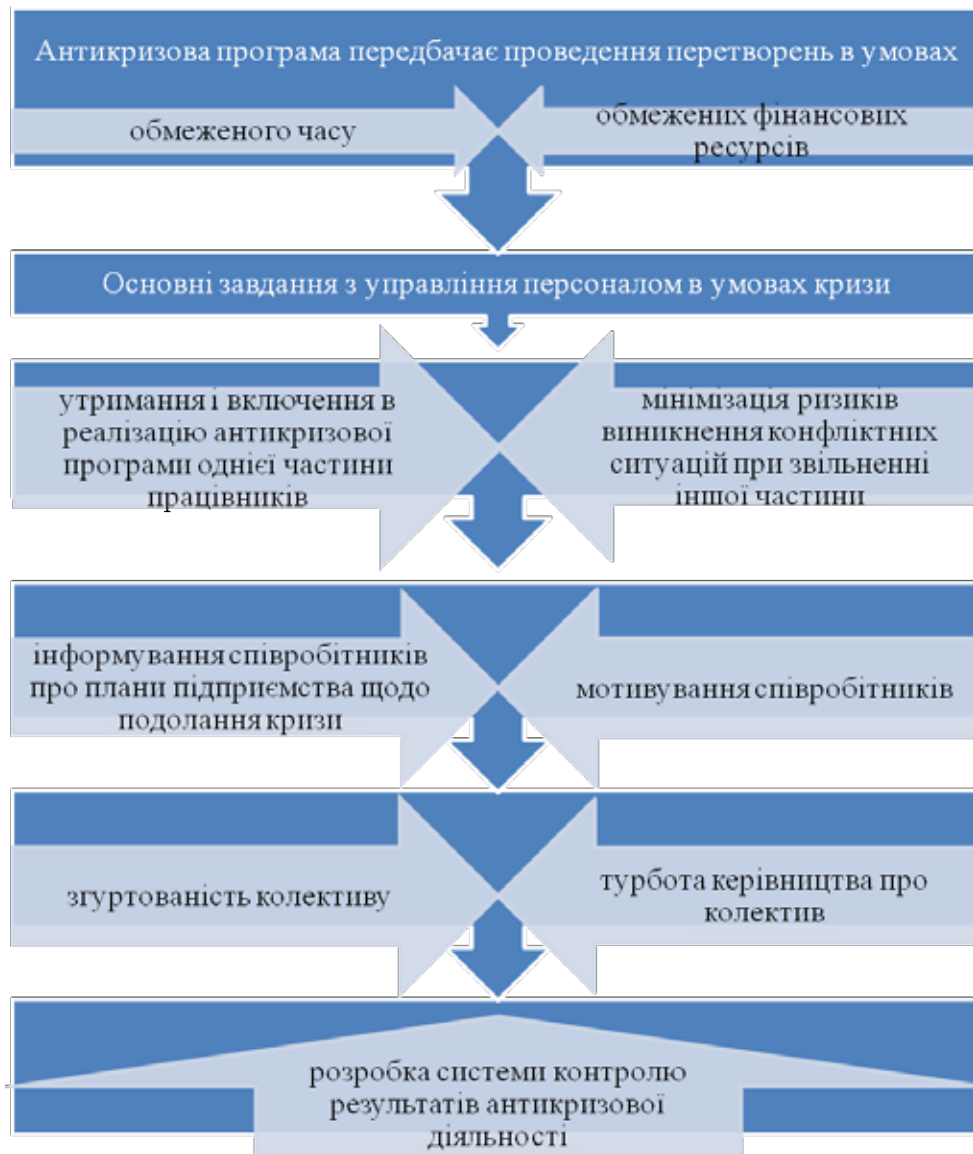 Антикризова програма передбачає проведення перетворень в умовах
обмеженого часу
обмежених фінансових
ресурсів
Основні завдання з управління персоналом в умовах кризи
утримання і включення в
реалізацію антикризової
програми однієї частини
працівників
мінімізація ризиків
виникнення конфліктних
ситуацій при звільненні
іншої частини
інформування співробітників
про плани підприємства щодо
подолання кризи
мотивування співробітників
згуртованість колективу
турбота керівництва про
колектив
розробка системи контролю
результатів антикризової
діяльності